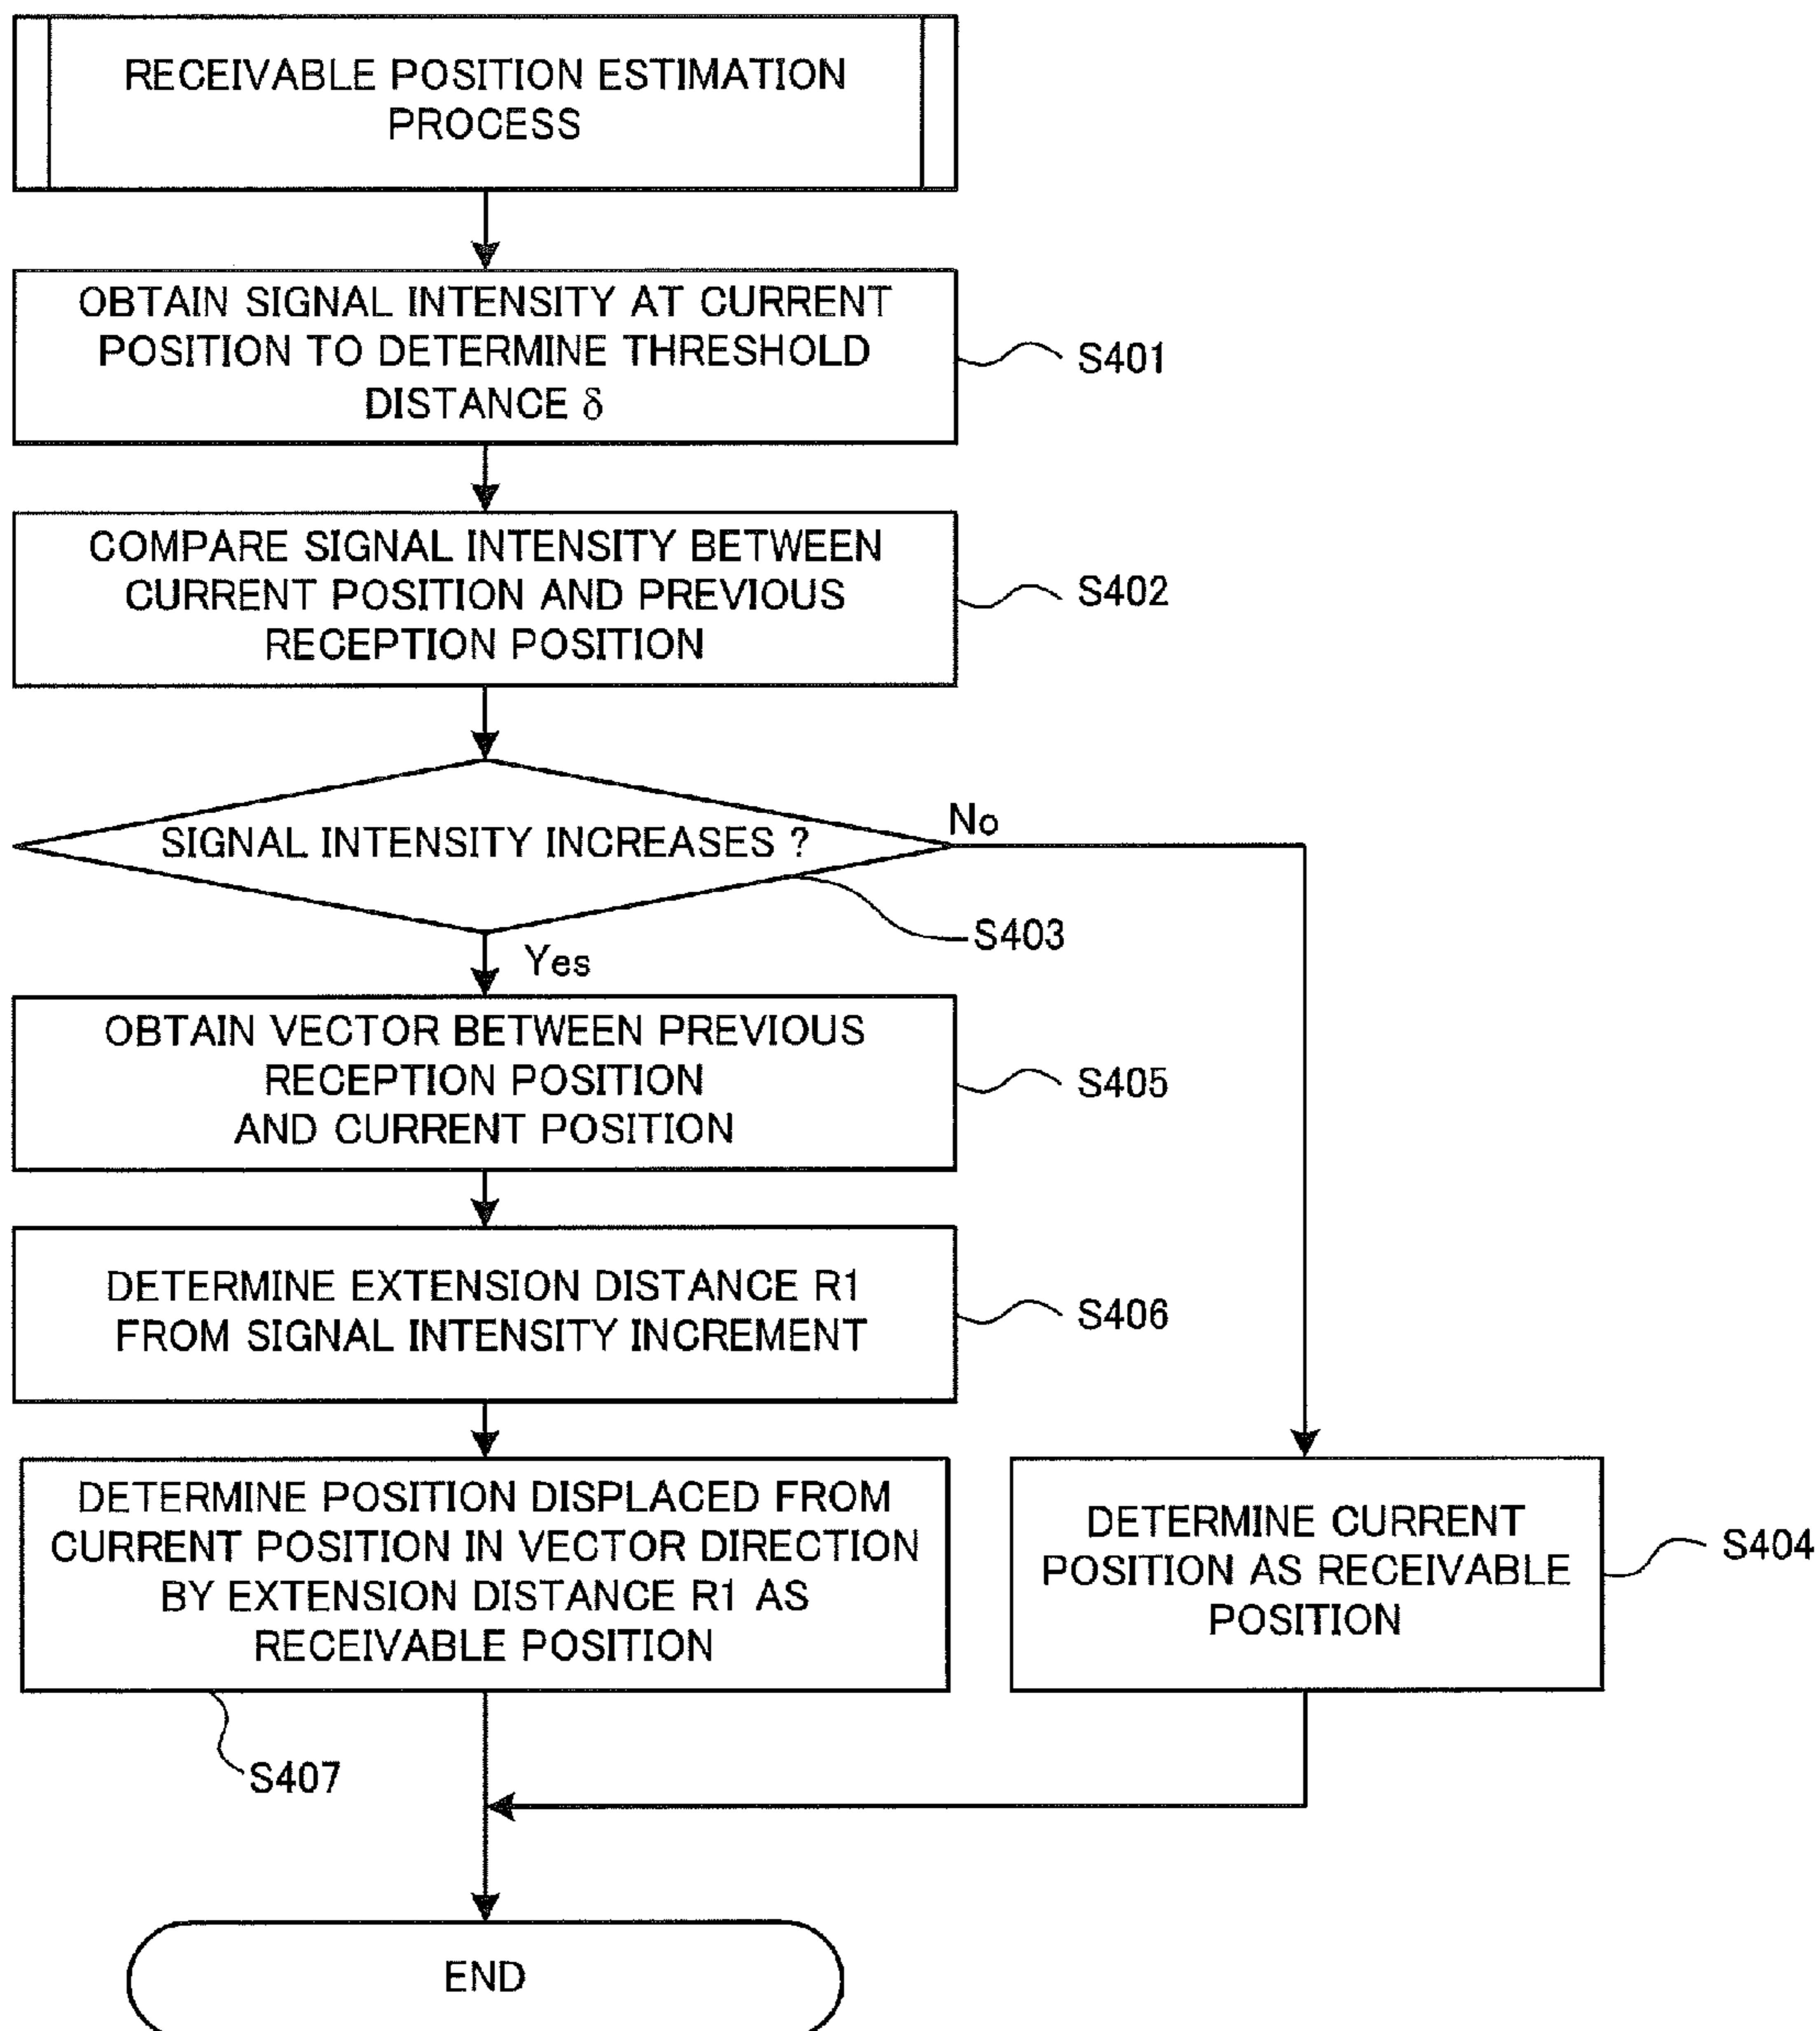 RECEIVABLE POSITION ESTIMATION
PROCESS
OBTAIN SIGNAL INTENSITY AT CURRENT
POSITION TO DETERMINE THRESHOLD
DISTANCE δ
S401
COMPARE SIGNAL INTENSITY BETWEEN
CURRENT POSITION AND PREVIOUS
RECEPTION POSITION
S402
SIGNAL INTENSITY INCREASES ?
No
S403
Yes
OBTAIN VECTOR BETWEEN PREVIOUS
RECEPTION POSITION
AND CURRENT POSITION
S405
DETERMINE EXTENSION DISTANCE R1
FROM SIGNAL INTENSITY INCREMENT
S406
DETERMINE POSITION DISPLACED FROM
CURRENT POSITION IN VECTOR DIRECTION
BY EXTENSION DISTANCE R1 AS
RECEIVABLE POSITION
S407
DETERMINE CURRENT
POSITION AS RECEIVABLE
POSITION
S404
END